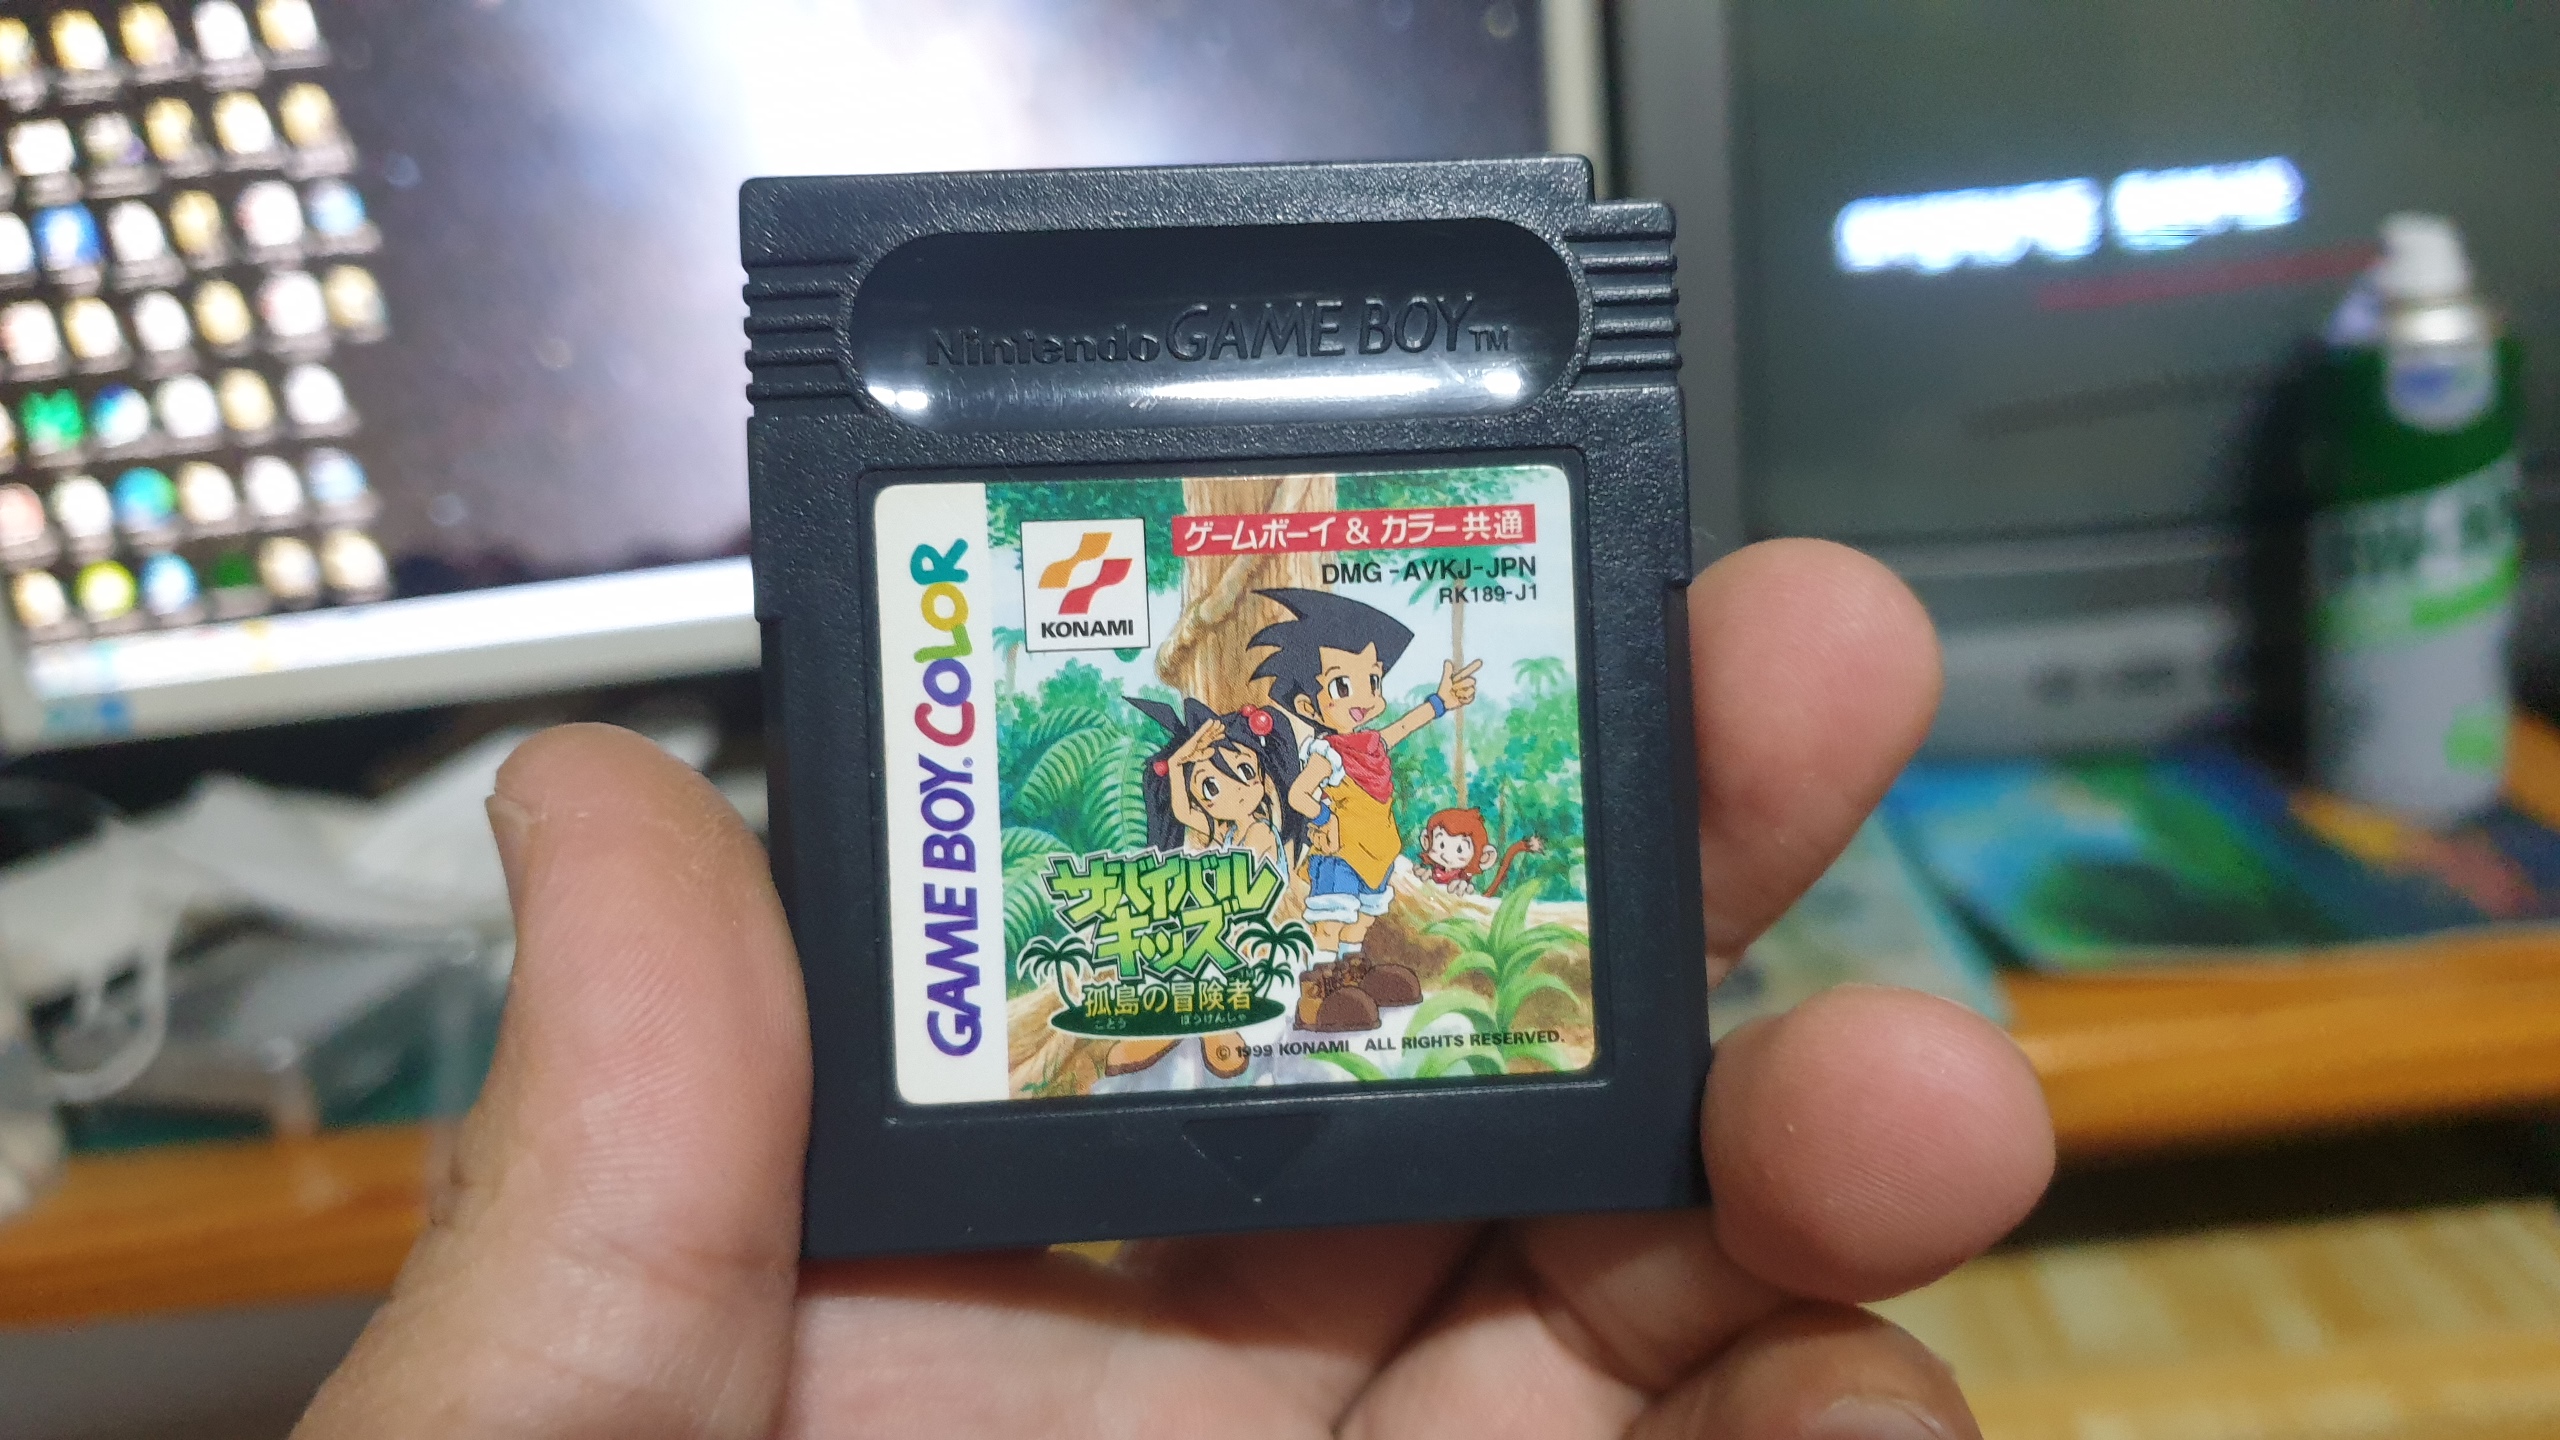 Nintendo GAME BOY TM
GAME BOY COLOR
KONAMI
ゲームボーイ & カラー共通
DMG-AVKJ-JPN
RK189-J1
サバイバル
キッズ
孤島の冒険者
ことう ぼうけんしゃ
© 1999 KONAMI ALL RIGHTS RESERVED.